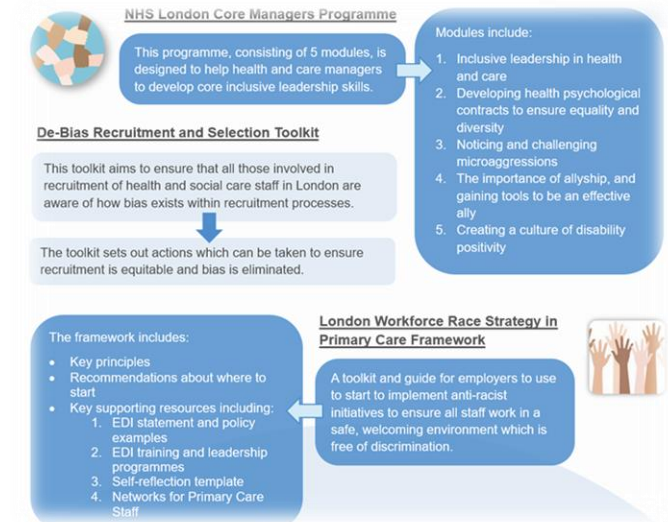 NHS London Core Managers Programme
This programme, consisting of 5 modules, is
designed to help health and care managers
to develop core inclusive leadership skills.
Modules include:
1. Inclusive leadership in health
and care
2. Developing health psychological
contracts to ensure equality and
diversity
3. Noticing and challenging
microaggressions
4. The importance of allyship, and
gaining tools to be an effective
ally
5. Creating a culture of disability
positivity
De-Bias Recruitment and Selection Toolkit
This toolkit aims to ensure that all those involved in
recruitment of health and social care staff in London are
aware of how bias exists within recruitment processes.
The toolkit sets out actions which can be taken to ensure
recruitment is equitable and bias is eliminated.
London Workforce Race Strategy in
Primary Care Framework
A toolkit and guide for employers to use
to start to implement anti-racist
initiatives to ensure all staff work in a
safe, welcoming environment which is
free of discrimination.
The framework includes:
• Key principles
• Recommendations about where to
start
• Key supporting resources including:
1. EDI statement and policy
examples
2. EDI training and leadership
programmes
3. Self-reflection template
4. Networks for Primary Care
Staff